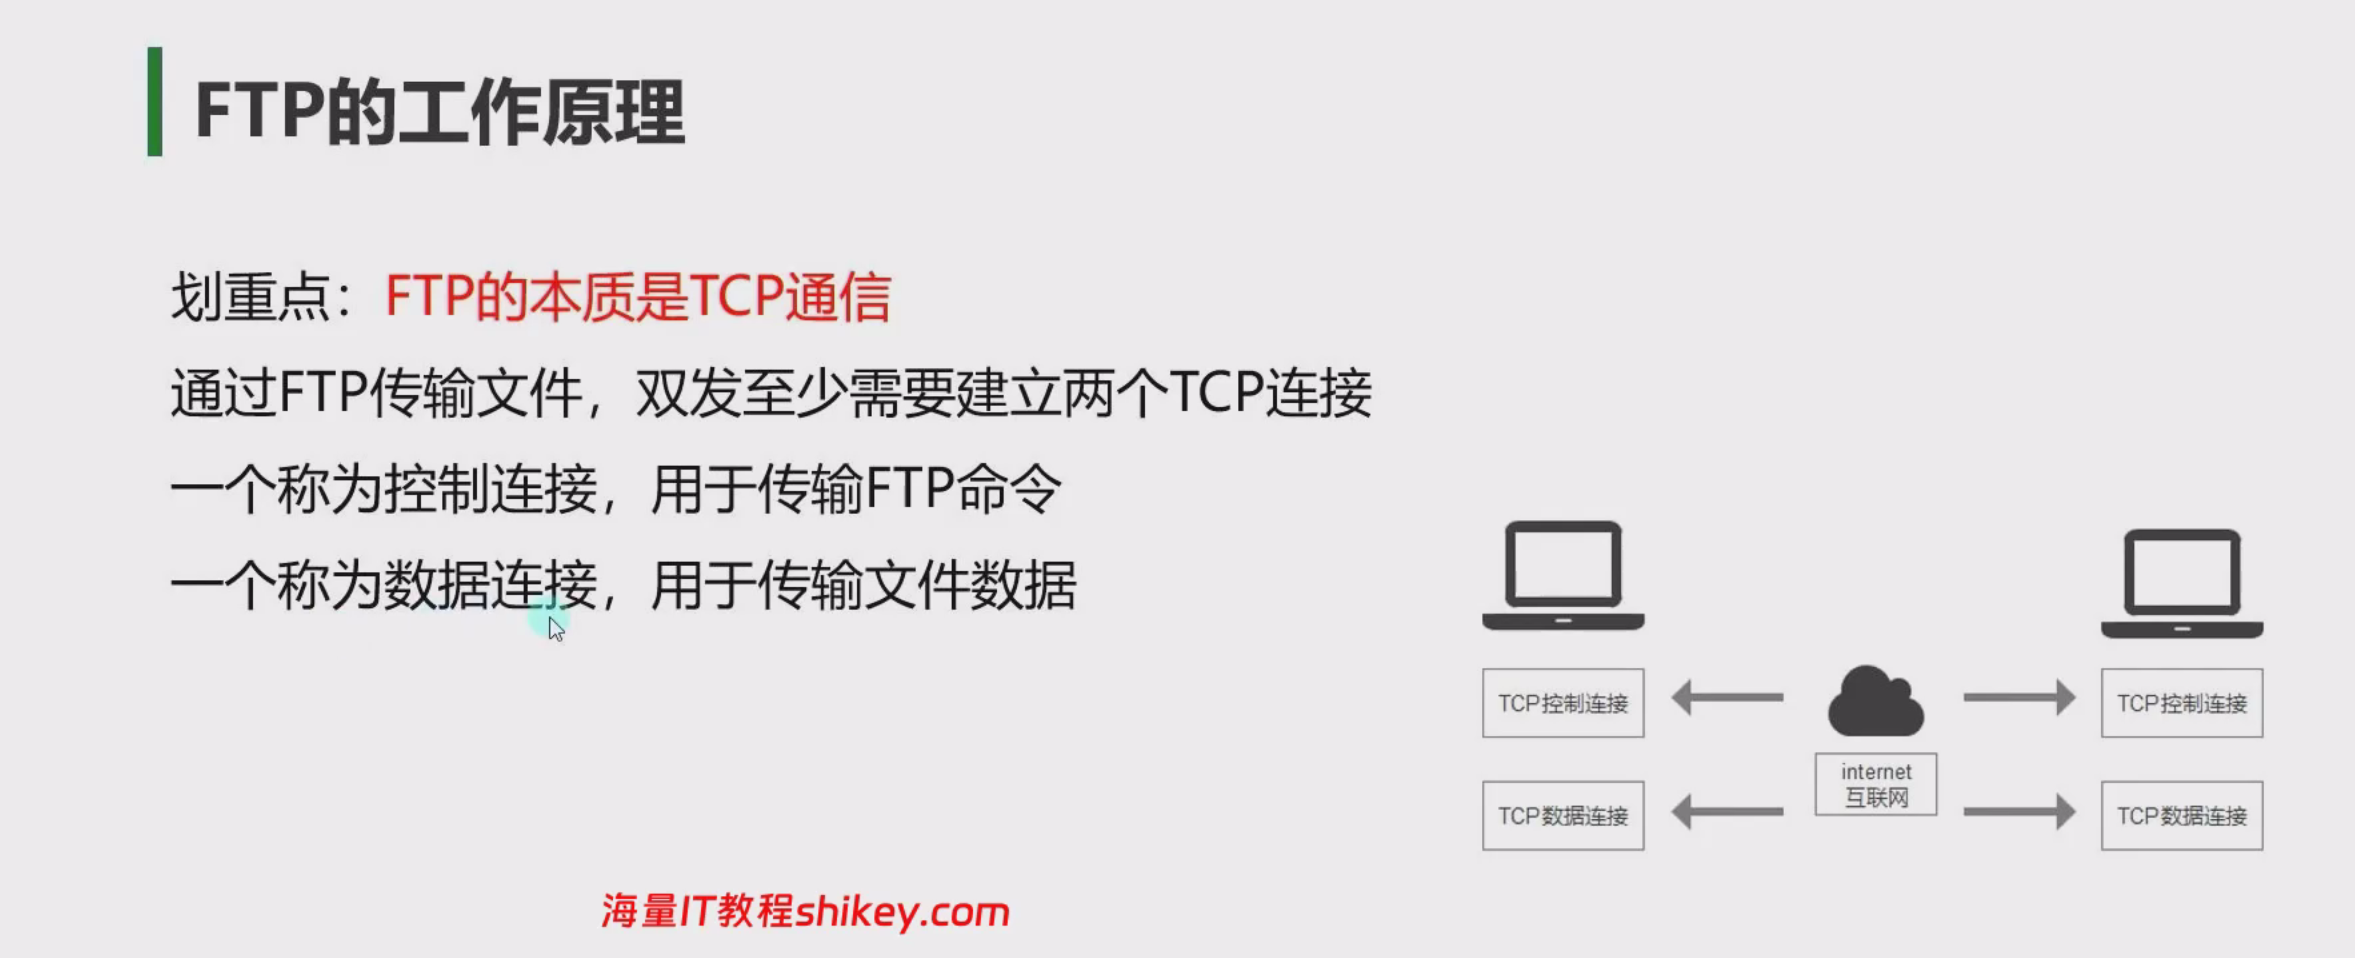 FTP的工作原理
划重点：FTP的本质是TCP通信
通过FTP传输文件，双发至少需要建立两个TCP连接
一个称为控制连接，用于传输FTP命令
一个称为数据连接，用于传输文件数据
TCP控制连接
TCP控制连接
internet
互联网
TCP数据连接
TCP数据连接
海量IT教程shikey.com